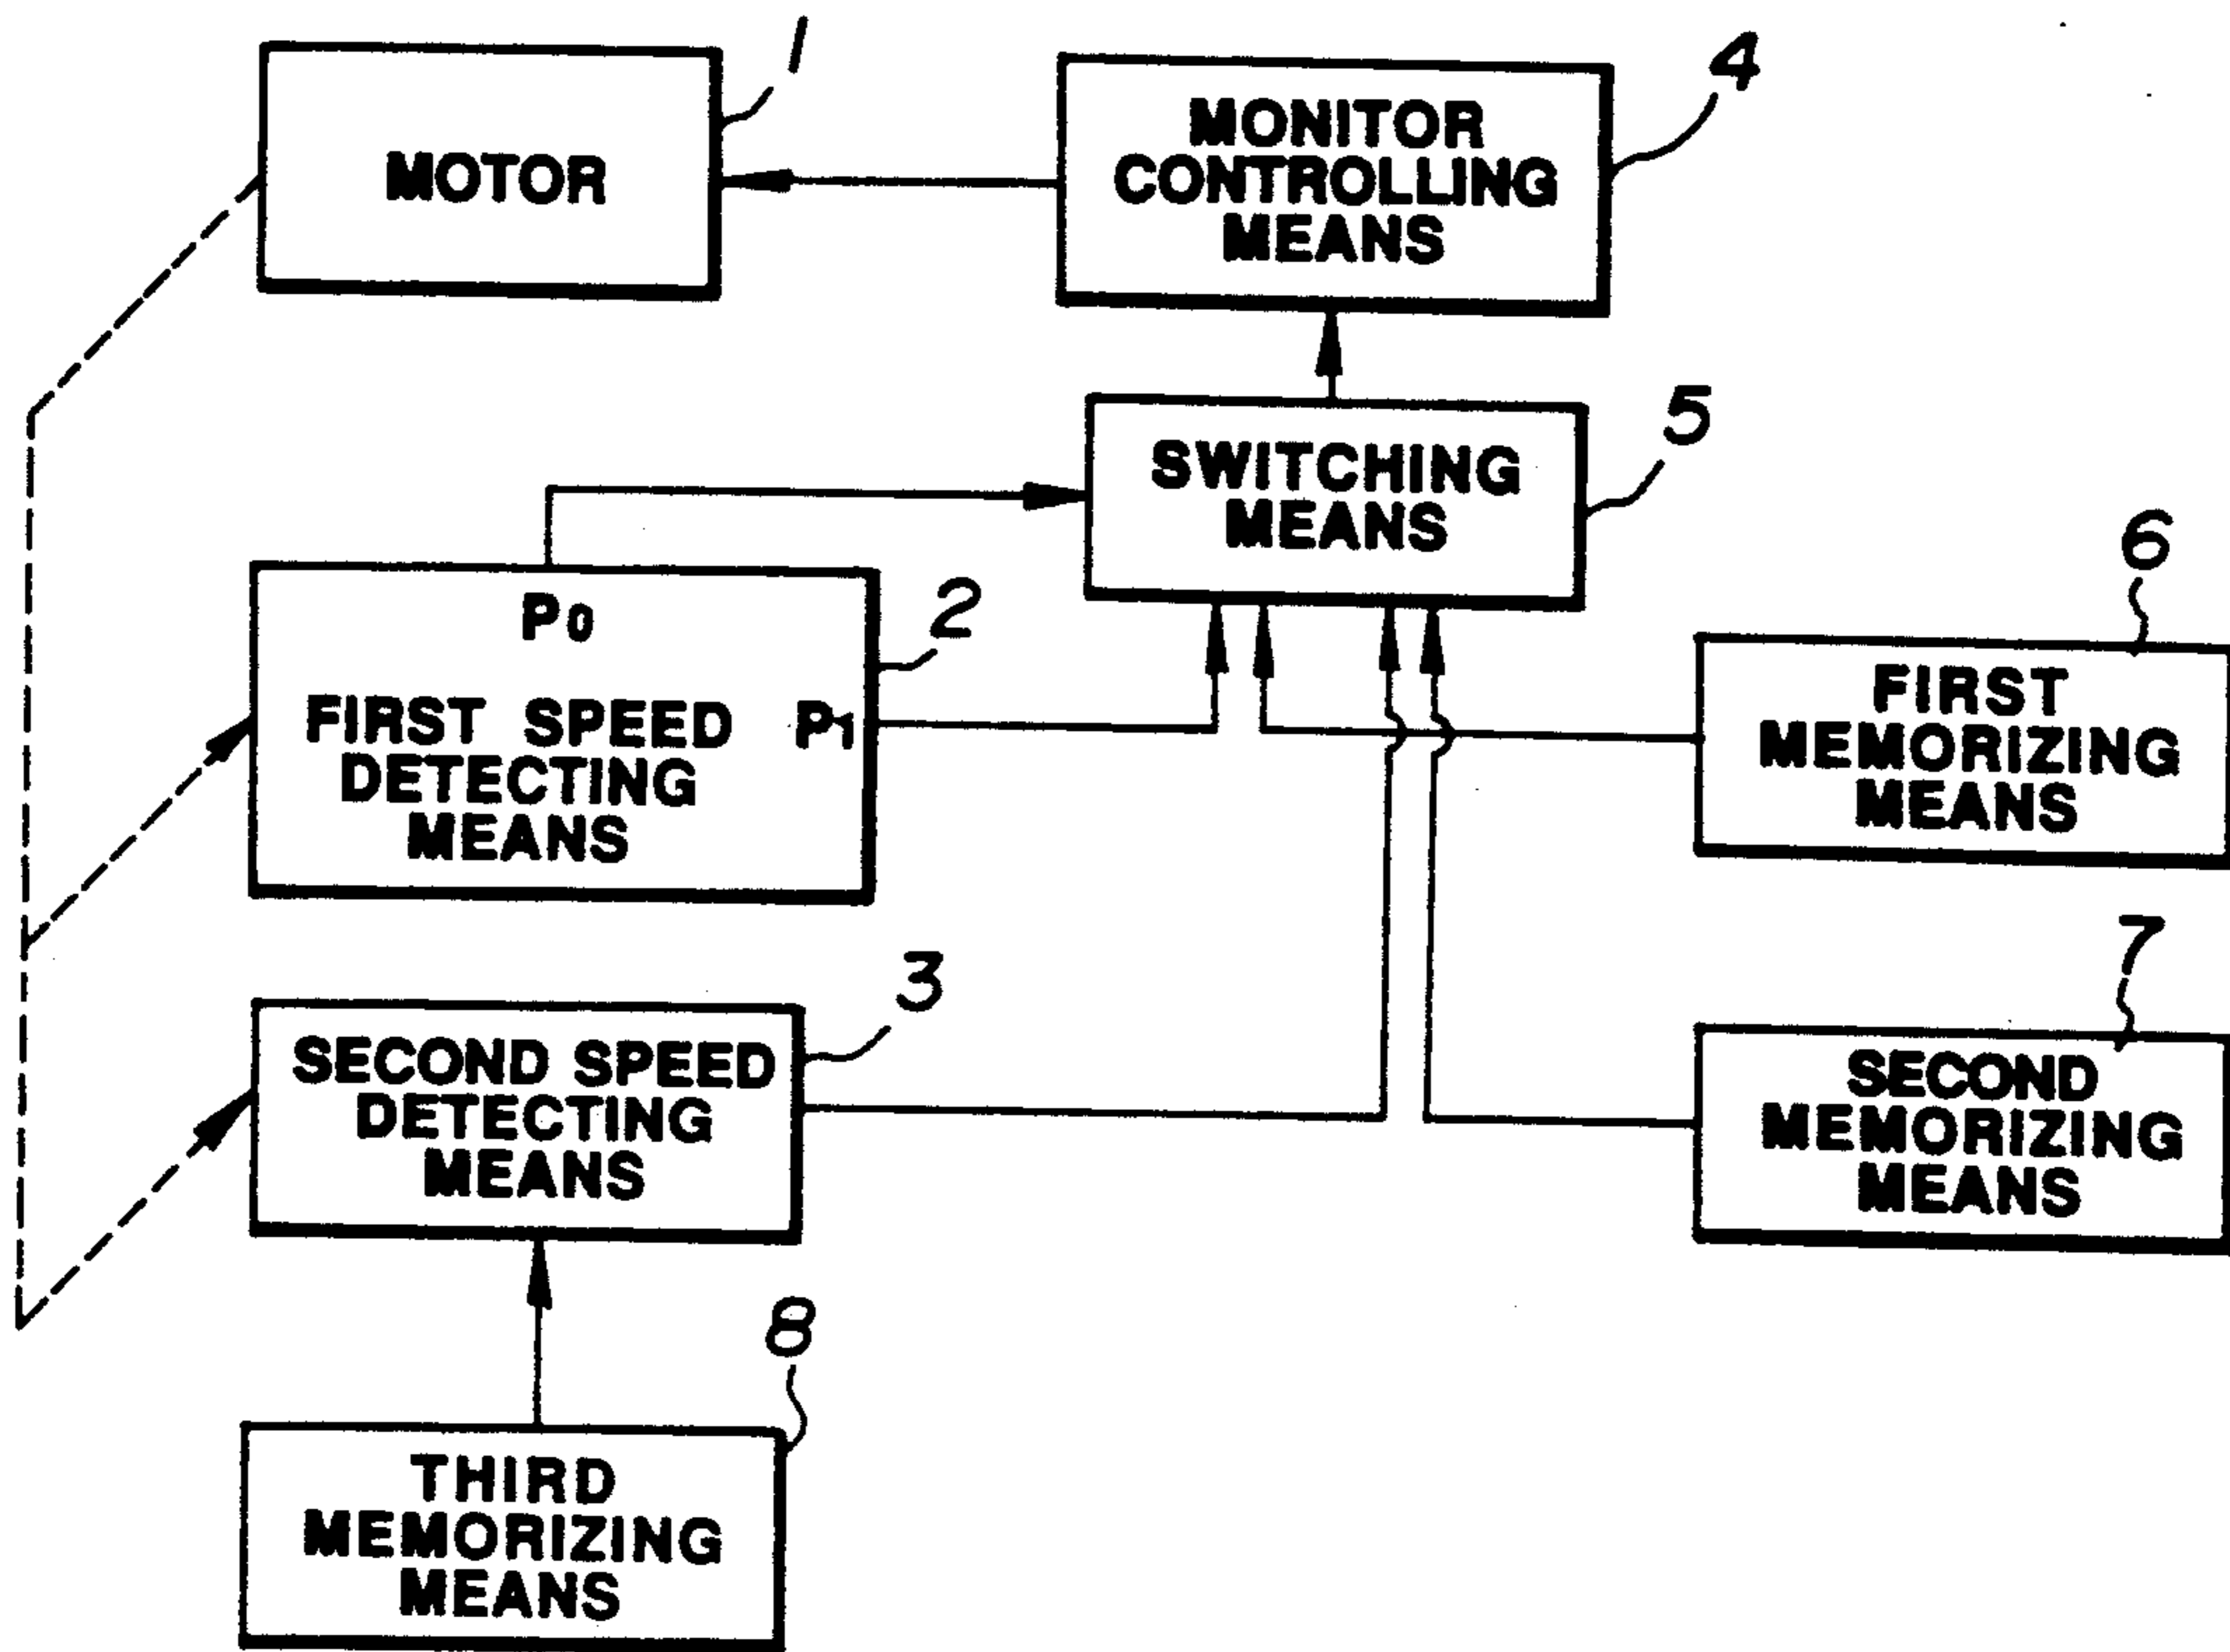 1
MOTOR
4
MONITOR
CONTROLLING
MEANS
5
SWITCHING
MEANS
2
P0
FIRST SPEED P1
DETECTING
MEANS
6
FIRST
MEMORIZING
MEANS
3
SECOND SPEED
DETECTING
MEANS
7
SECOND
MEMORIZING
MEANS
8
THIRD
MEMORIZING
MEANS